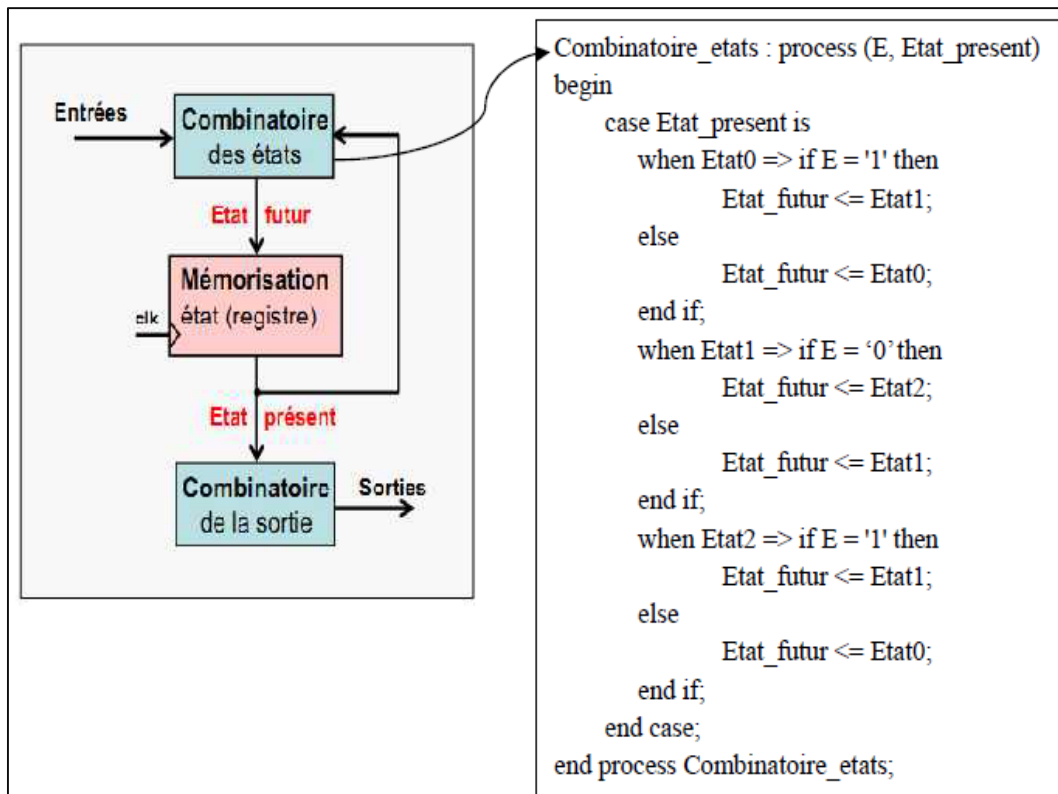 Entrées
Combinatoire
des états
Etat futur
Mémorisation
état (registre)
clk
Etat présent
Combinatoire
de la sortie
Sorties
Combinatoire_etats : process (E, Etat_present)
begin
case Etat_present is
when Etat0 => if E = '1' then
Etat_futur <= Etat1;
else
Etat_futur <= Etat0;
end if;
when Etat1 => if E = ‘0’ then
Etat_futur <= Etat2;
else
Etat_futur <= Etat1;
end if;
when Etat2 => if E = '1' then
Etat_futur <= Etat1;
else
Etat_futur <= Etat0;
end if;
end case;
end process Combinatoire_etats;